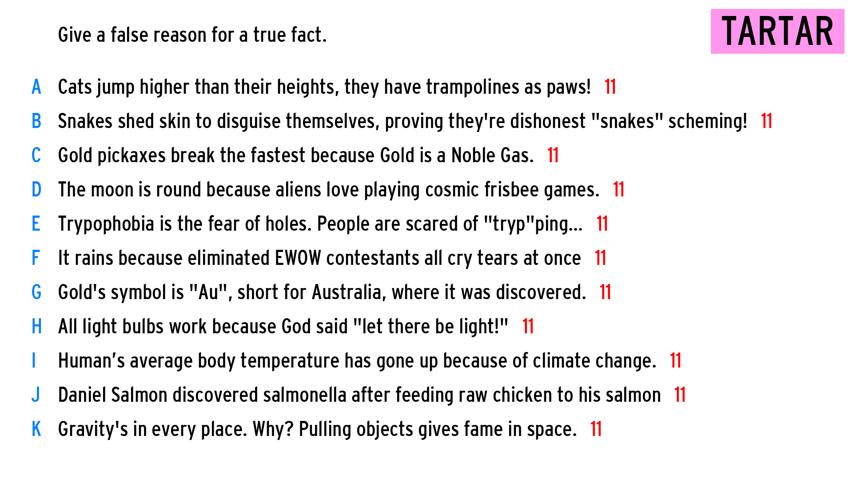 Give a false reason for a true fact.
TARTAR
A Cats jump higher than their heights, they have trampolines as paws! 11
B Snakes shed skin to disguise themselves, proving they're dishonest "snakes" scheming! 11
C Gold pickaxes break the fastest because Gold is a Noble Gas. 11
D The moon is round because aliens love playing cosmic frisbee games. 11
E Trypophobia is the fear of holes. People are scared of "tryp"ping... 11
F It rains because eliminated EWOW contestants all cry tears at once 11
G Gold's symbol is "Au", short for Australia, where it was discovered. 11
H All light bulbs work because God said "let there be light!" 11
I Human’s average body temperature has gone up because of climate change. 11
J Daniel Salmon discovered salmonella after feeding raw chicken to his salmon 11
K Gravity's in every place. Why? Pulling objects gives fame in space. 11